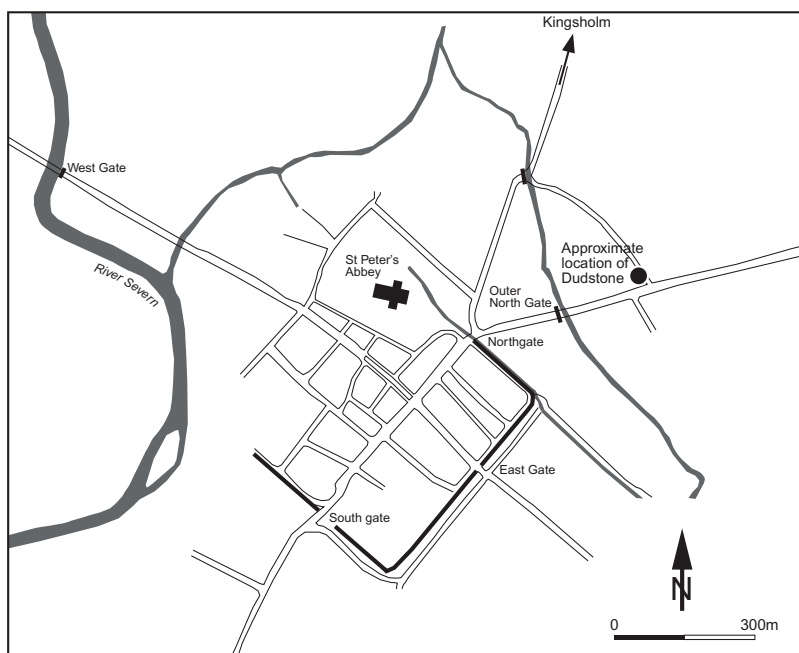 Kingsholm
West Gate
St Peter's
Abbey
Approximate
location of
Dudstone
River Severn
Outer
North Gate
Northgate
East Gate
South gate
N
0 300m